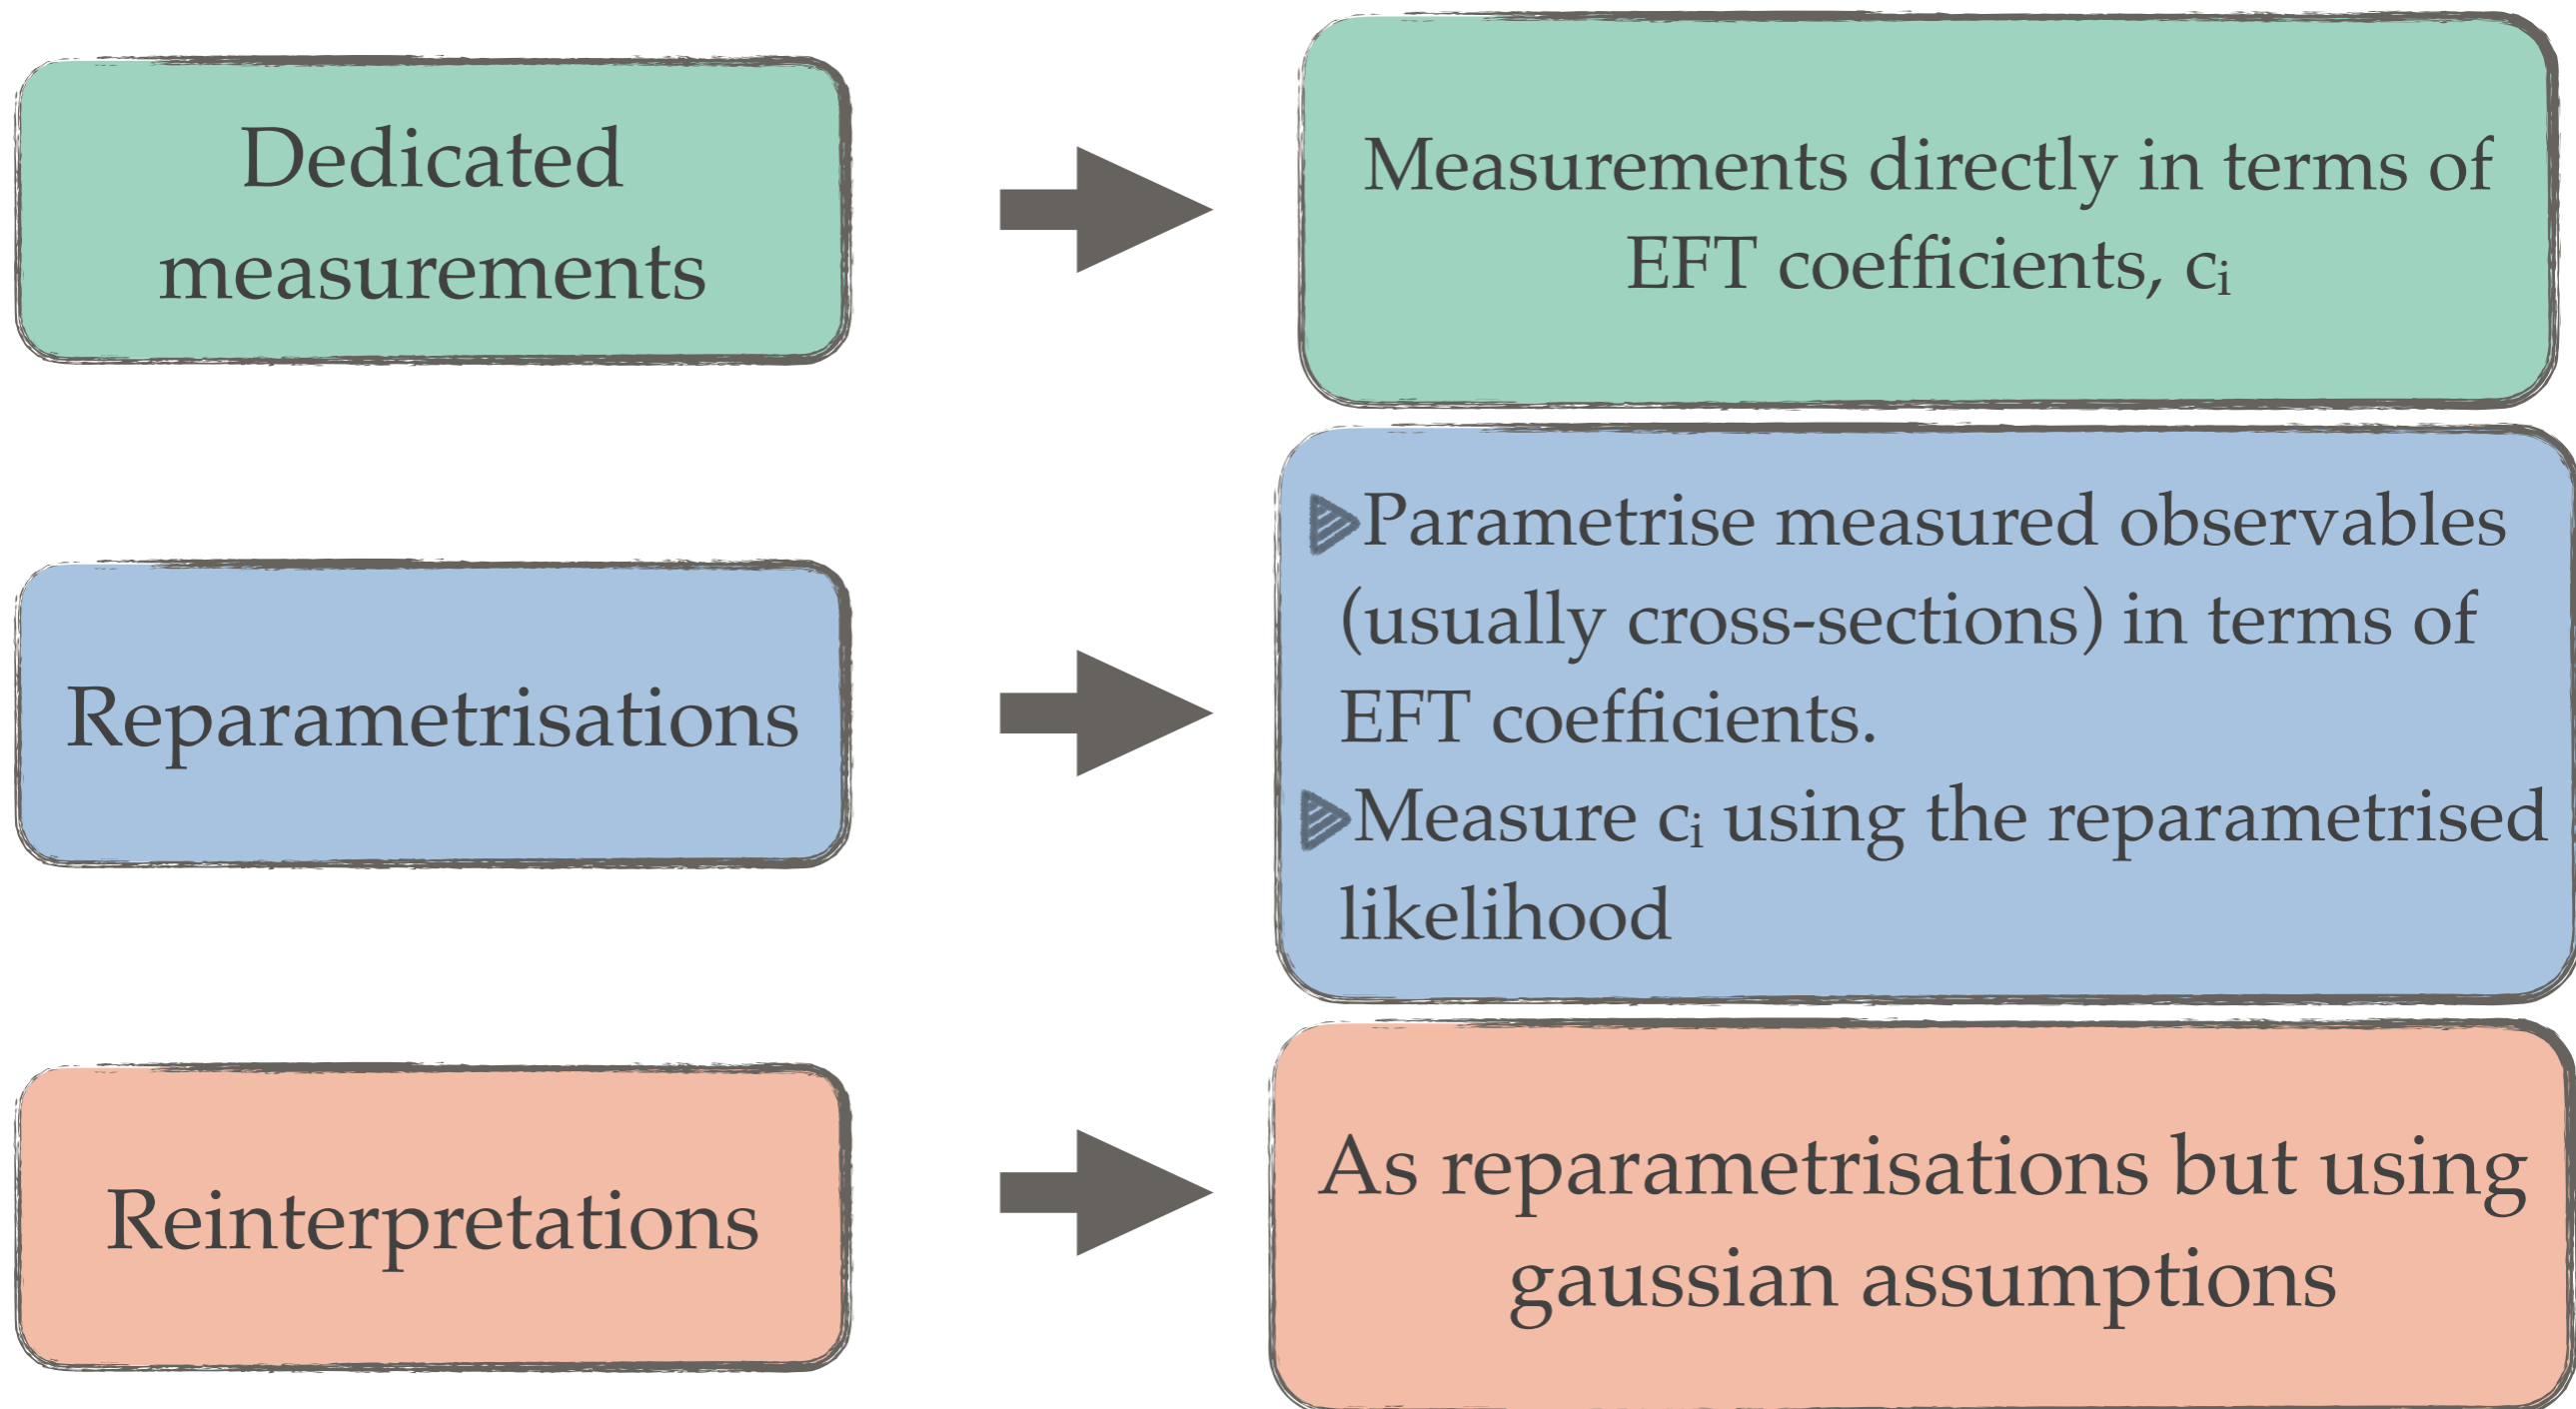 Dedicated
measurements
Measurements directly in terms of
EFT coefficients, cᵢ
Reparametrisations
Parametrise measured observables
(usually cross-sections) in terms of
EFT coefficients.
Measure cᵢ using the reparametrised
likelihood
Reinterpretations
As reparametrisations but using
gaussian assumptions